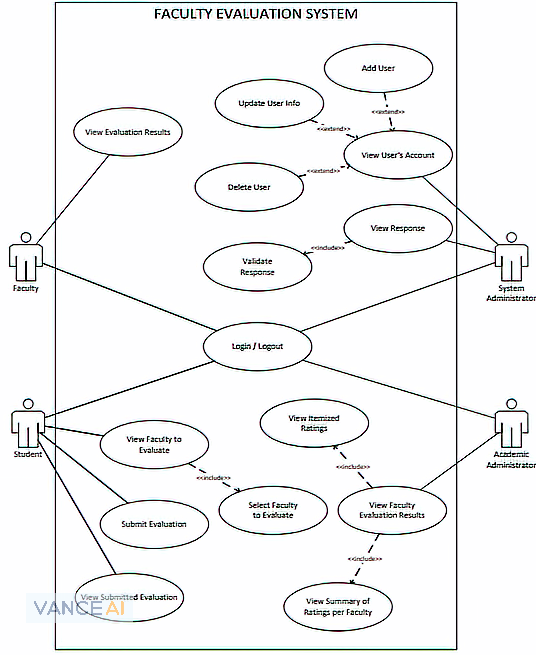 FACULTY EVALUATION SYSTEM
Add User
Update User Info
<<extend>>
View Evaluation Results
<<extend>>
View User's Account
<<extend>>
Delete User
View Response
<<include>>
Validate
Response
Faculty
System
Administrator
Login / Logout
View Itemized
Ratings
View Faculty to
Evaluate
Student
Academic
Administrator
<<include>>
<<include>>
Select Faculty
to Evaluate
View Faculty
Evaluation Results
Submit Evaluation
<<include>>
View Submitted Evaluation
VANCE AI
View Summary of
Ratings per Faculty